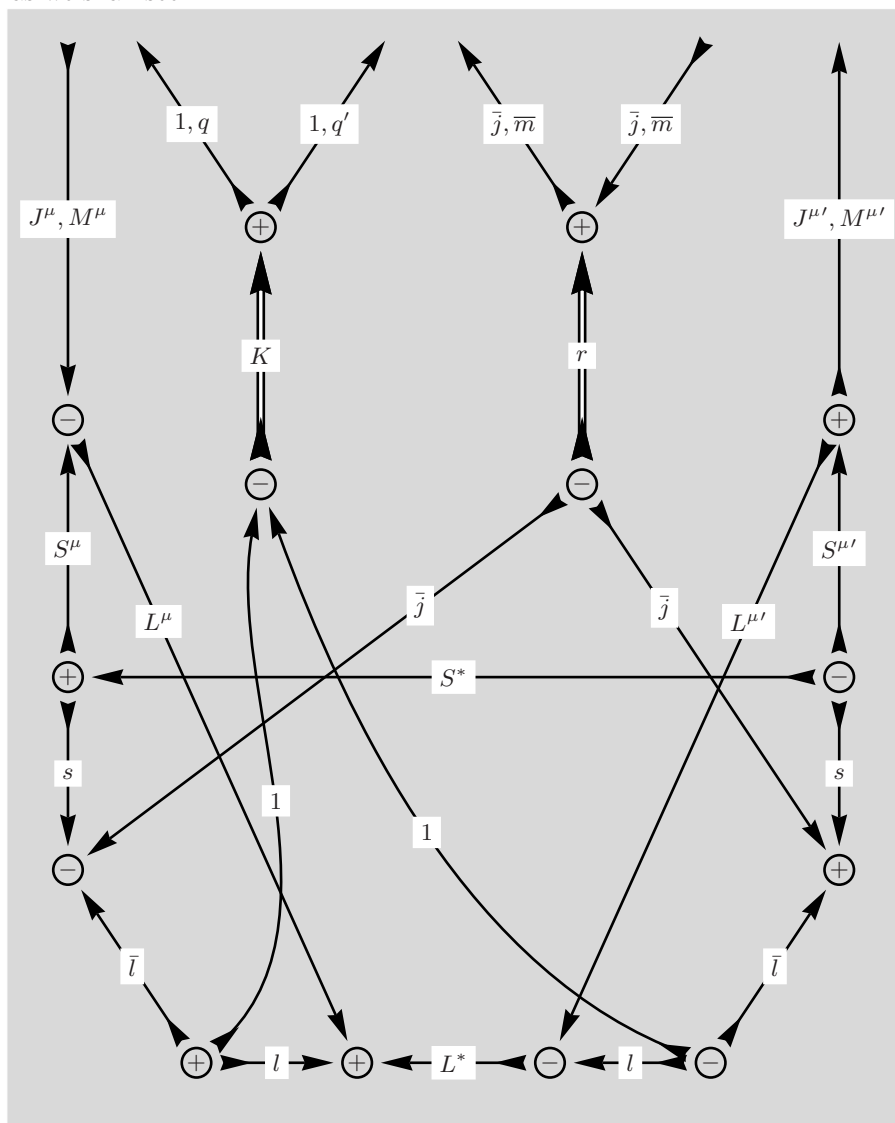 1, q
1, q′
j̄, m̄
j̄, m̄
J^μ, M^μ
J^μ′, M^μ′
+
+
K
r
−
+
−
−
S^μ
S^μ′
L^μ
j̄
j̄
L^μ′
+
S*
−
s
s
1
1
−
+
l̄
l̄
+
l
+
L*
−
l
−